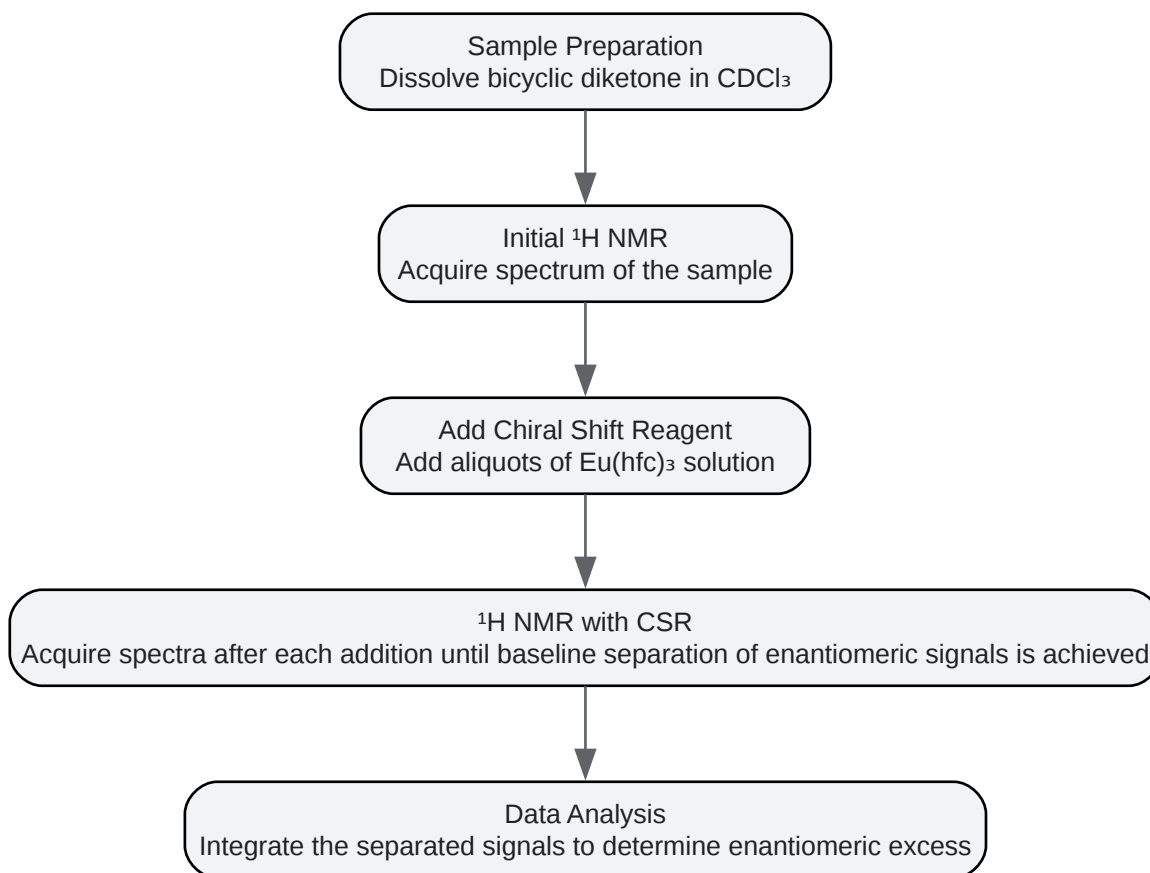 Sample Preparation
Dissolve bicyclic diketone in CDCl₃
Initial ¹H NMR
Acquire spectrum of the sample
Add Chiral Shift Reagent
Add aliquots of Eu(hfc)₃ solution
¹H NMR with CSR
Acquire spectra after each addition until baseline separation of enantiomeric signals is achieved
Data Analysis
Integrate the separated signals to determine enantiomeric excess